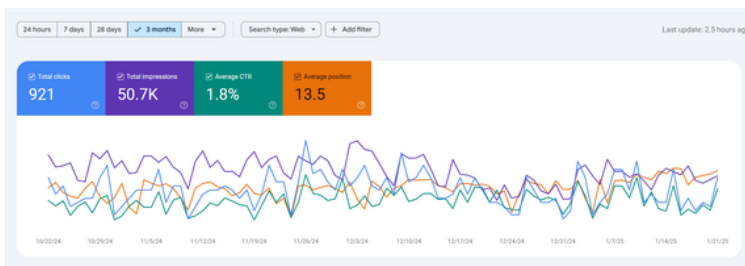 24 hours 7 days 28 days 3 months More Search type: Web + Add filter Last update: 2.5 hours ag
Total clicks Total impressions Average CTR Average position
921 50.7K 1.8% 13.5
10/22/24 10/29/24 11/5/24 11/12/24 11/19/24 11/26/24 12/3/24 12/10/24 12/17/24 12/24/24 12/31/24 1/7/25 1/14/25 1/21/25